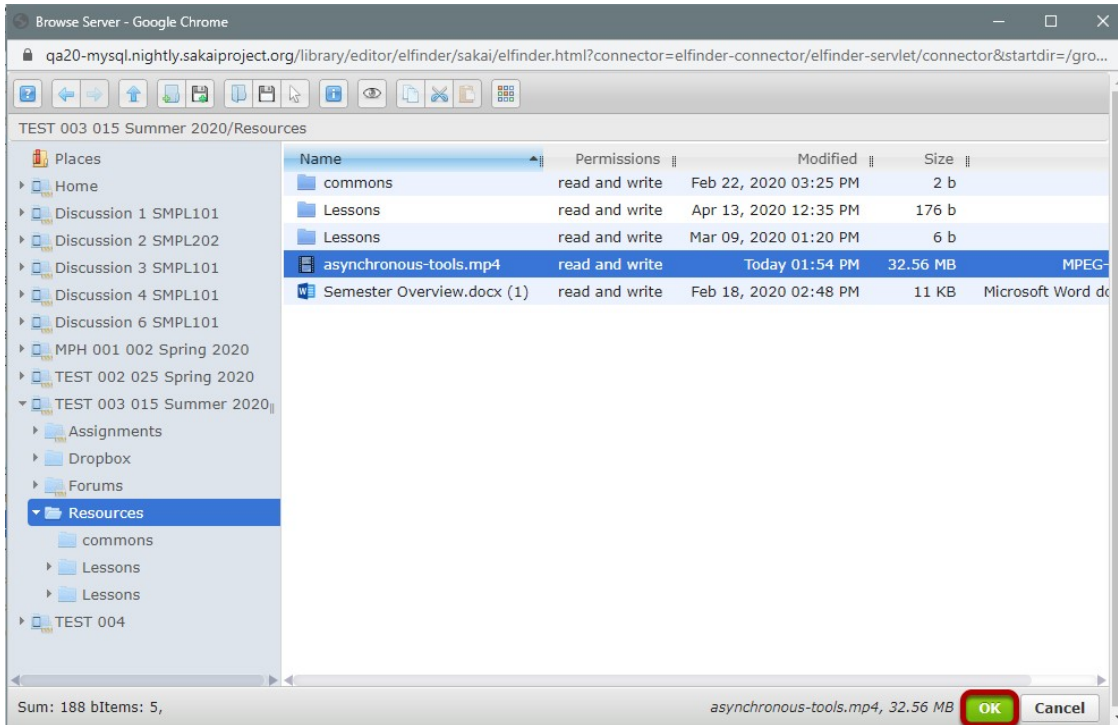 Browse Server - Google Chrome
qa20-mysql.nightly.sakaiproject.org/library/editor/elfinder/sakai/elfinder.html?connector=elfinder-connector/elfinder-servlet/connector&startdir=/gro...
TEST 003 015 Summer 2020/Resources
Places
Home
Discussion 1 SMPL101
Discussion 2 SMPL202
Discussion 3 SMPL101
Discussion 4 SMPL101
Discussion 6 SMPL101
MPH 001 002 Spring 2020
TEST 002 025 Spring 2020
TEST 003 015 Summer 2020
Assignments
Dropbox
Forums
Resources
commons
Lessons
Lessons
TEST 004
Name Permissions Modified Size
commons read and write Feb 22, 2020 03:25 PM 2 b
Lessons read and write Apr 13, 2020 12:35 PM 176 b
Lessons read and write Mar 09, 2020 01:20 PM 6 b
asynchronous-tools.mp4 read and write Today 01:54 PM 32.56 MB MPEG-
Semester Overview.docx (1) read and write Feb 18, 2020 02:48 PM 11 KB Microsoft Word do
Sum: 188 bItems: 5, asynchronous-tools.mp4, 32.56 MB OK Cancel